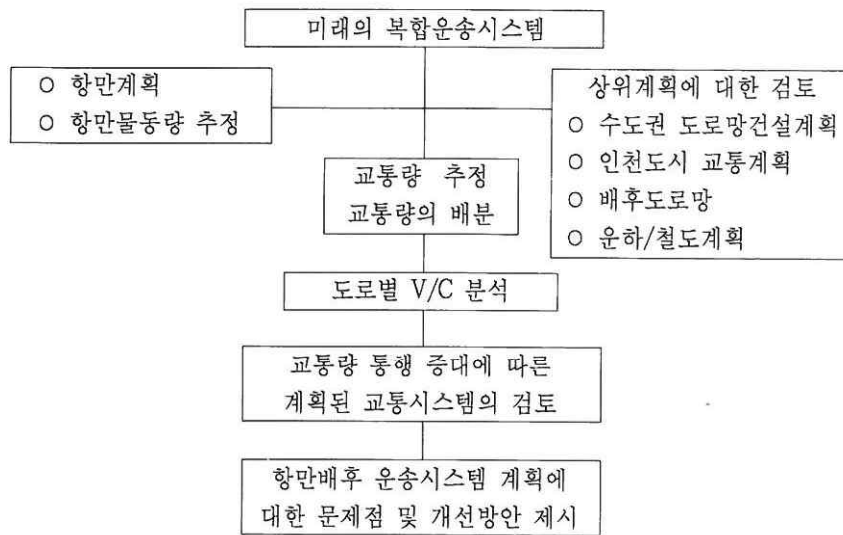 미래의 복합운송시스템
O 항만계획
O 항만물동량 추정
상위계획에 대한 검토
O 수도권 도로망건설계획
O 인천도시 교통계획
O 배후도로망
O 운하/철도계획
교통량 추정
교통량의 배분
도로별 V/C 분석
교통량 통행 증대에 따른
계획된 교통시스템의 검토
항만배후 운송시스템 계획에
대한 문제점 및 개선방안 제시